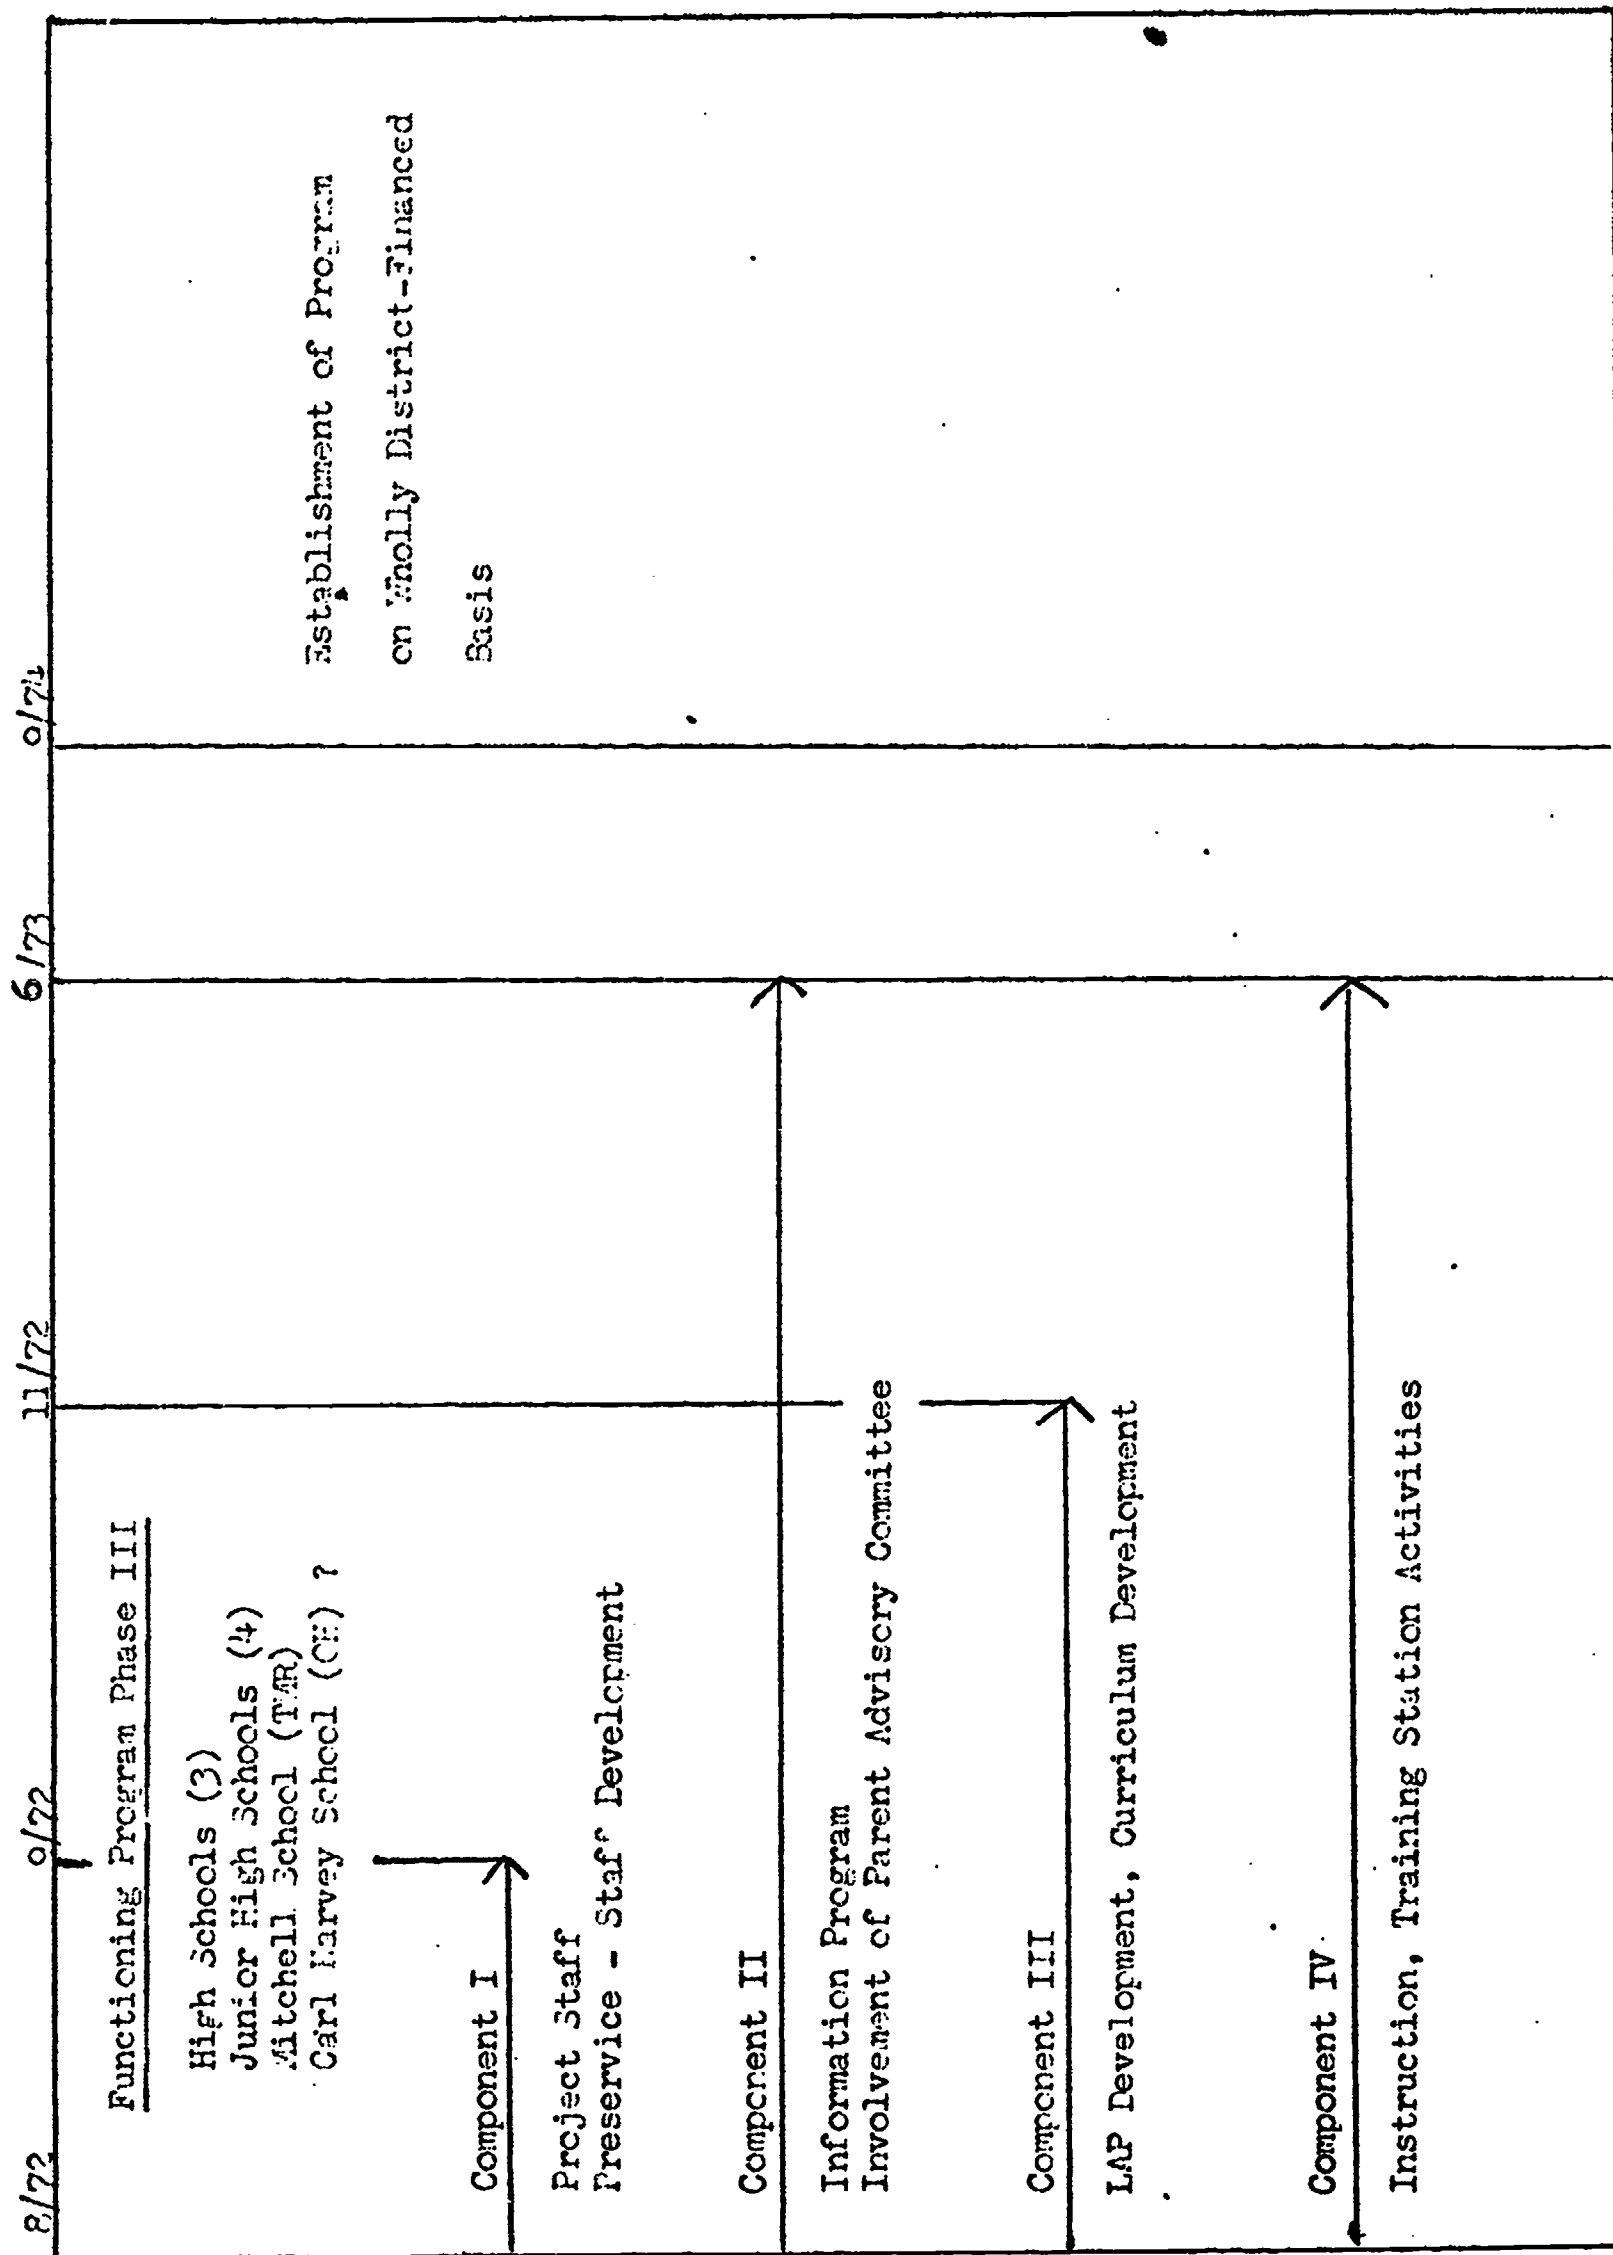 8/72 9/72 11/72 6/73 9/74
Functioning Program Phase III
High Schools (3)
Junior High Schools (4)
Mitchell School (TMR)
Carl Harvey School (OH) ?
Establishment of Program
on Wholly District-Financed
Basis
Component I
Project Staff
Preservice - Staff Development
Component II
Information Program
Involvement of Parent Advisory Committee
Component III
LAP Development, Curriculum Development
Component IV
Instruction, Training Station Activities